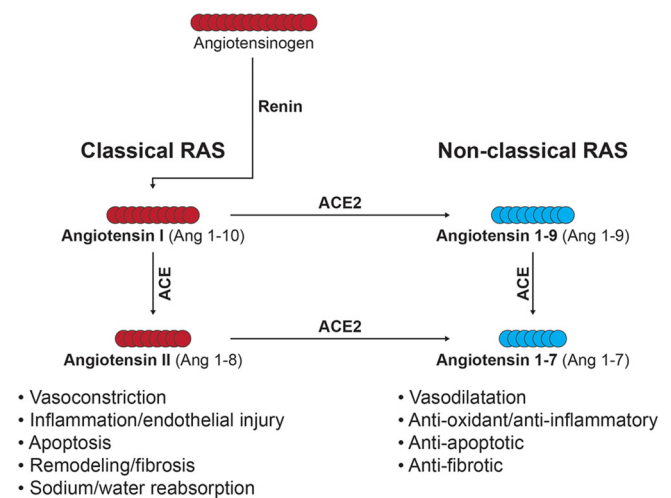 Angiotensinogen
Renin
Classical RAS
Non-classical RAS
ACE2
Angiotensin I (Ang 1-10)
Angiotensin 1-9 (Ang 1-9)
ACE
ACE
ACE2
Angiotensin II (Ang 1-8)
Angiotensin 1-7 (Ang 1-7)
• Vasoconstriction
• Inflammation/endothelial injury
• Apoptosis
• Remodeling/fibrosis
• Sodium/water reabsorption
• Vasodilatation
• Anti-oxidant/anti-inflammatory
• Anti-apoptotic
• Anti-fibrotic